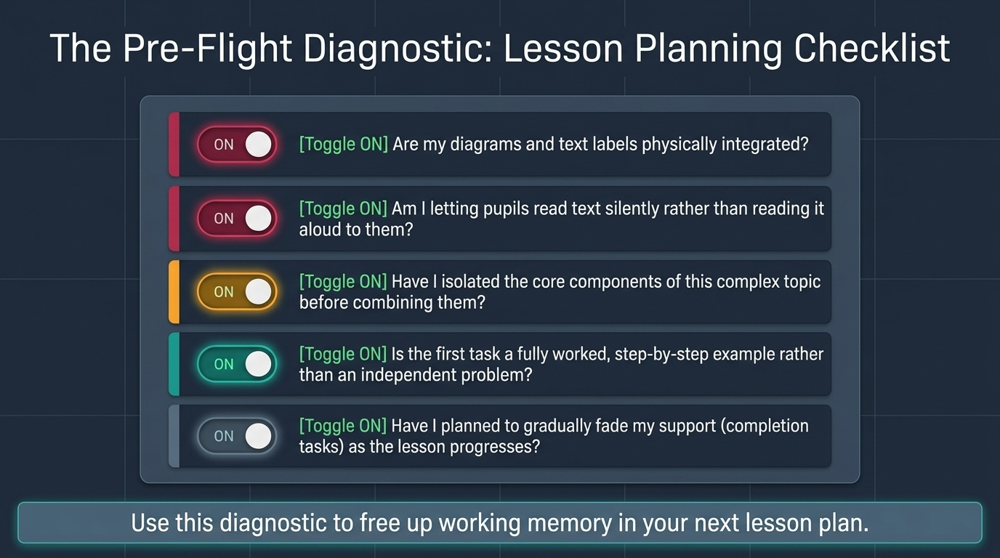 The Pre-Flight Diagnostic: Lesson Planning Checklist
ON
[Toggle ON] Are my diagrams and text labels physically integrated?
ON
[Toggle ON] Am I letting pupils read text silently rather than reading it
aloud to them?
ON
[Toggle ON] Have I isolated the core components of this complex topic
before combining them?
ON
[Toggle ON] Is the first task a fully worked, step-by-step example rather
than an independent problem?
ON
[Toggle ON] Have I planned to gradually fade my support (completion
tasks) as the lesson progresses?
Use this diagnostic to free up working memory in your next lesson plan.